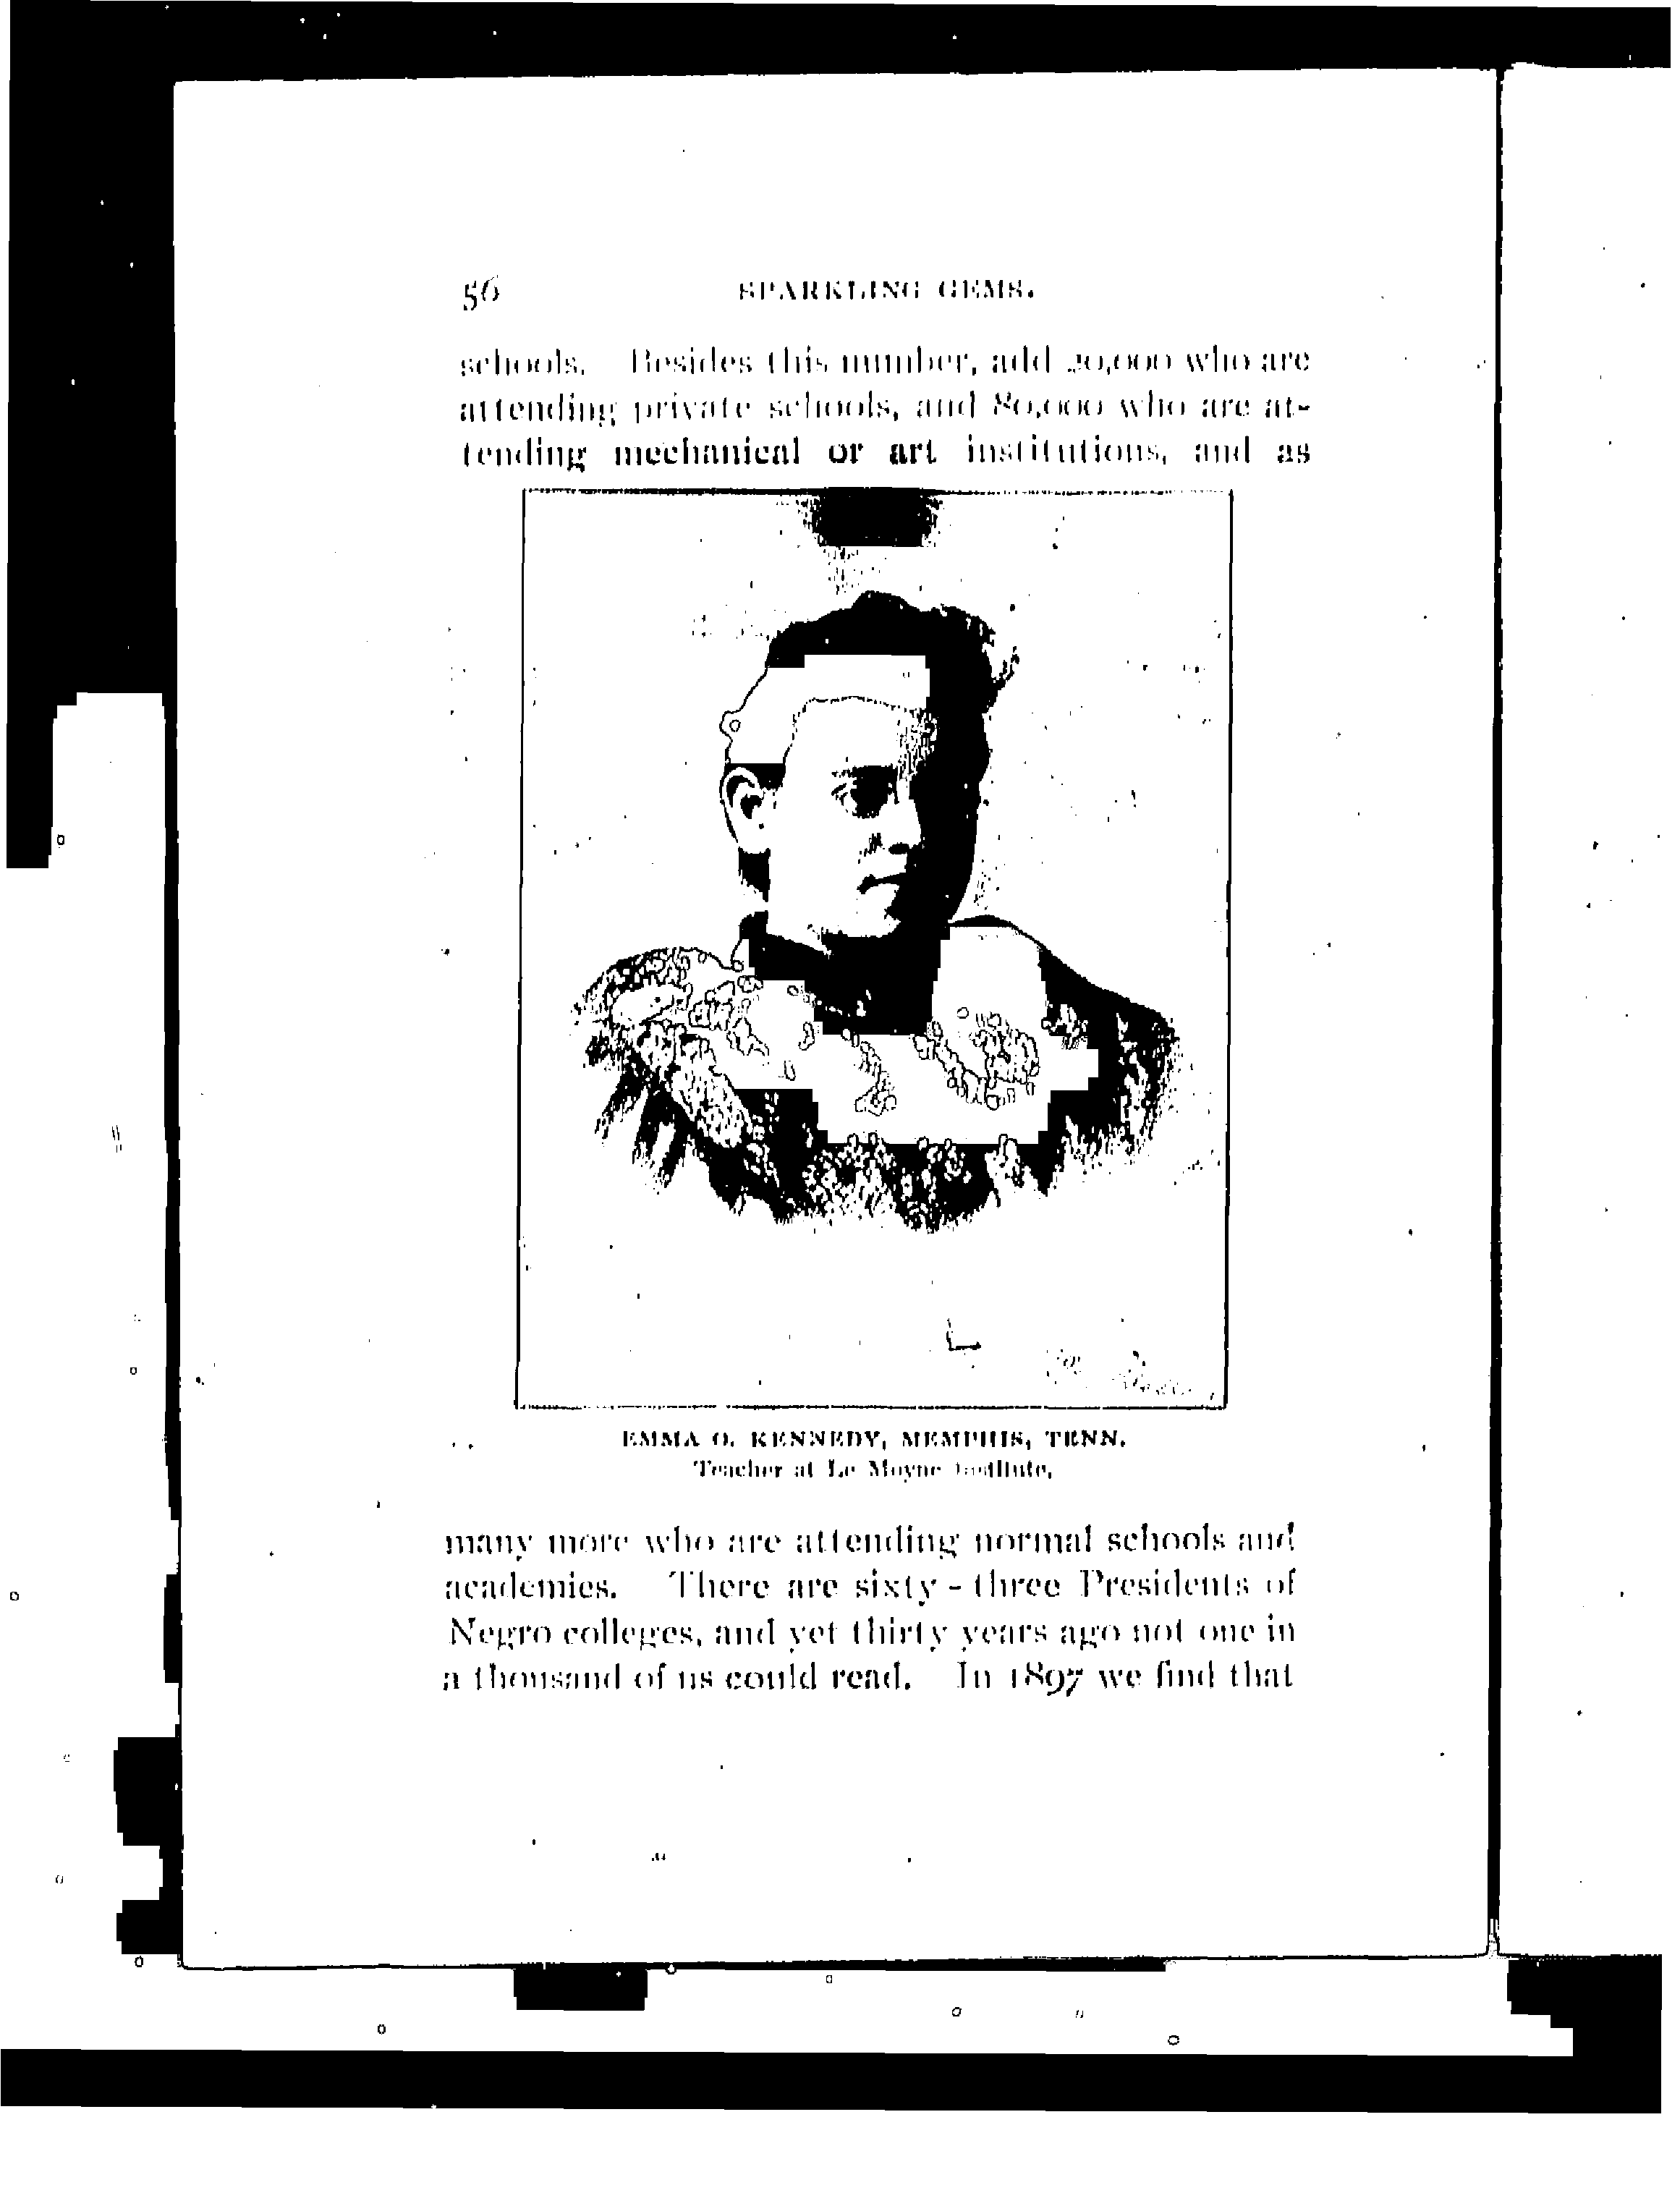 56 SPARKLING GEMS.
schools. Besides this number, add 20,000 who are
attending private schools, and 80,000 who are at-
tending mechanical or art institutions, and as
EMMA O. KENNEDY, MEMPHIS, TENN.
Teacher at Le Moyne Institute.
many more who are attending normal schools and
academies. There are sixty-three Presidents of
Negro colleges, and yet thirty years ago not one in
a thousand of us could read. In 1897 we find that